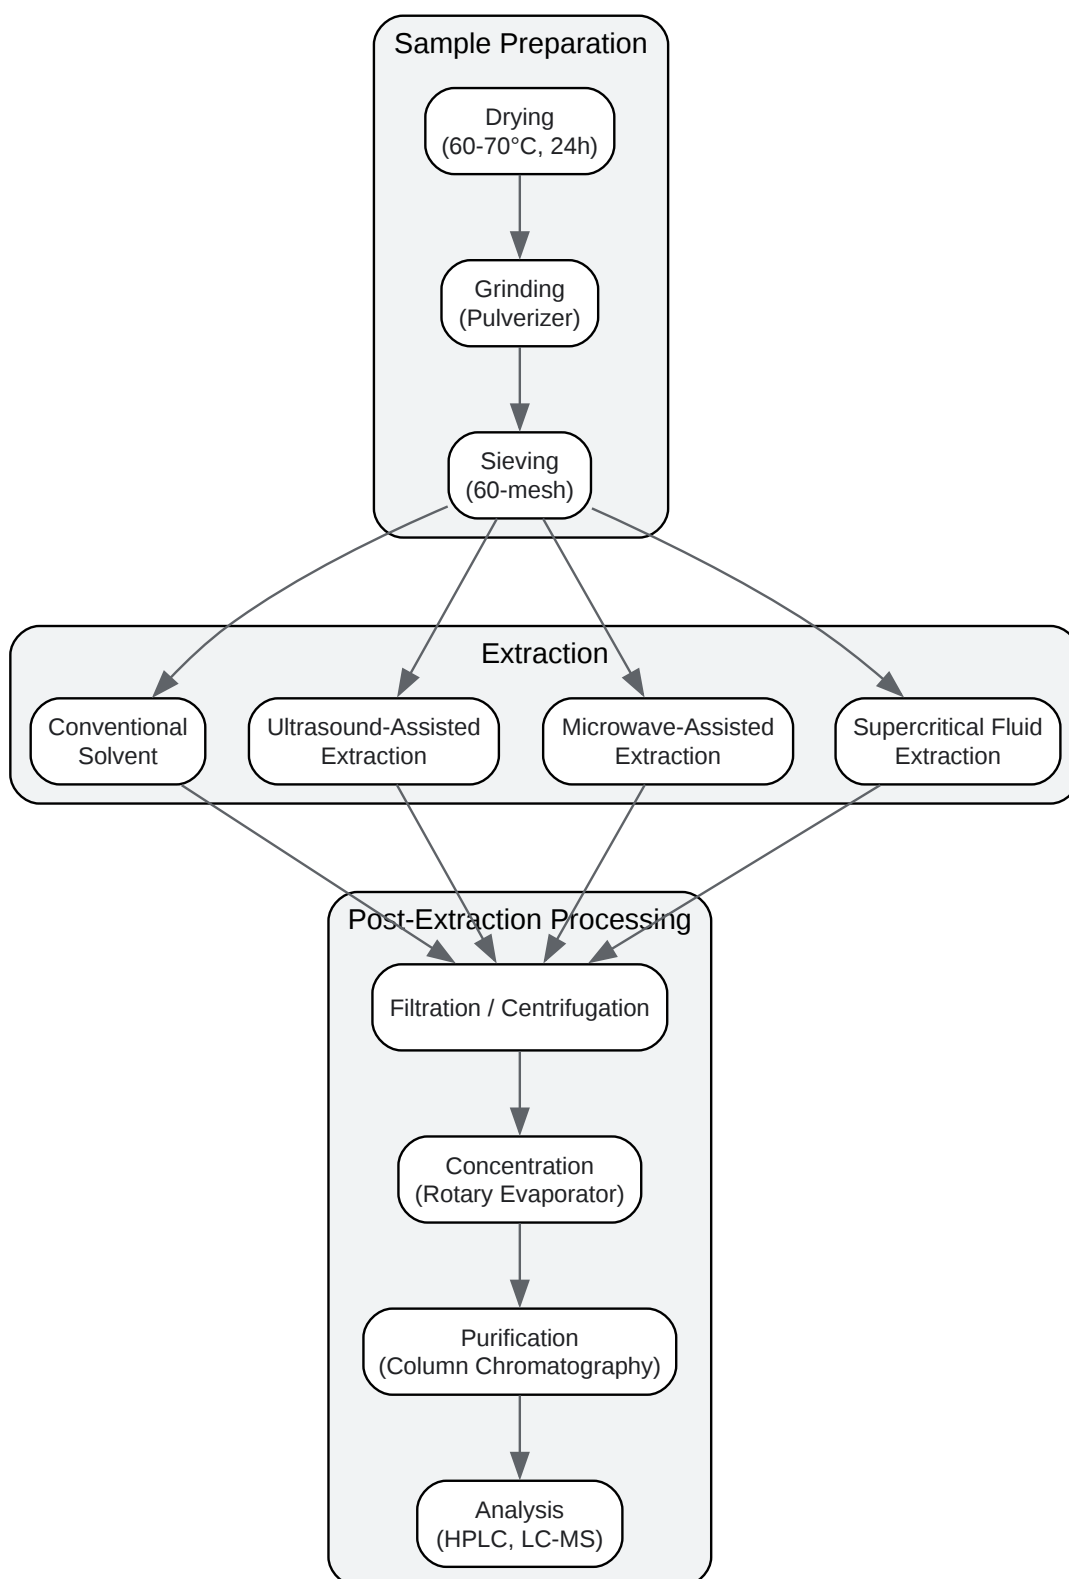 Sample Preparation
Drying
(60-70°C, 24h)
Grinding
(Pulverizer)
Sieving
(60-mesh)
Extraction
Conventional
Solvent
Ultrasound-Assisted
Extraction
Microwave-Assisted
Extraction
Supercritical Fluid
Extraction
Post-Extraction Processing
Filtration / Centrifugation
Concentration
(Rotary Evaporator)
Purification
(Column Chromatography)
Analysis
(HPLC, LC-MS)